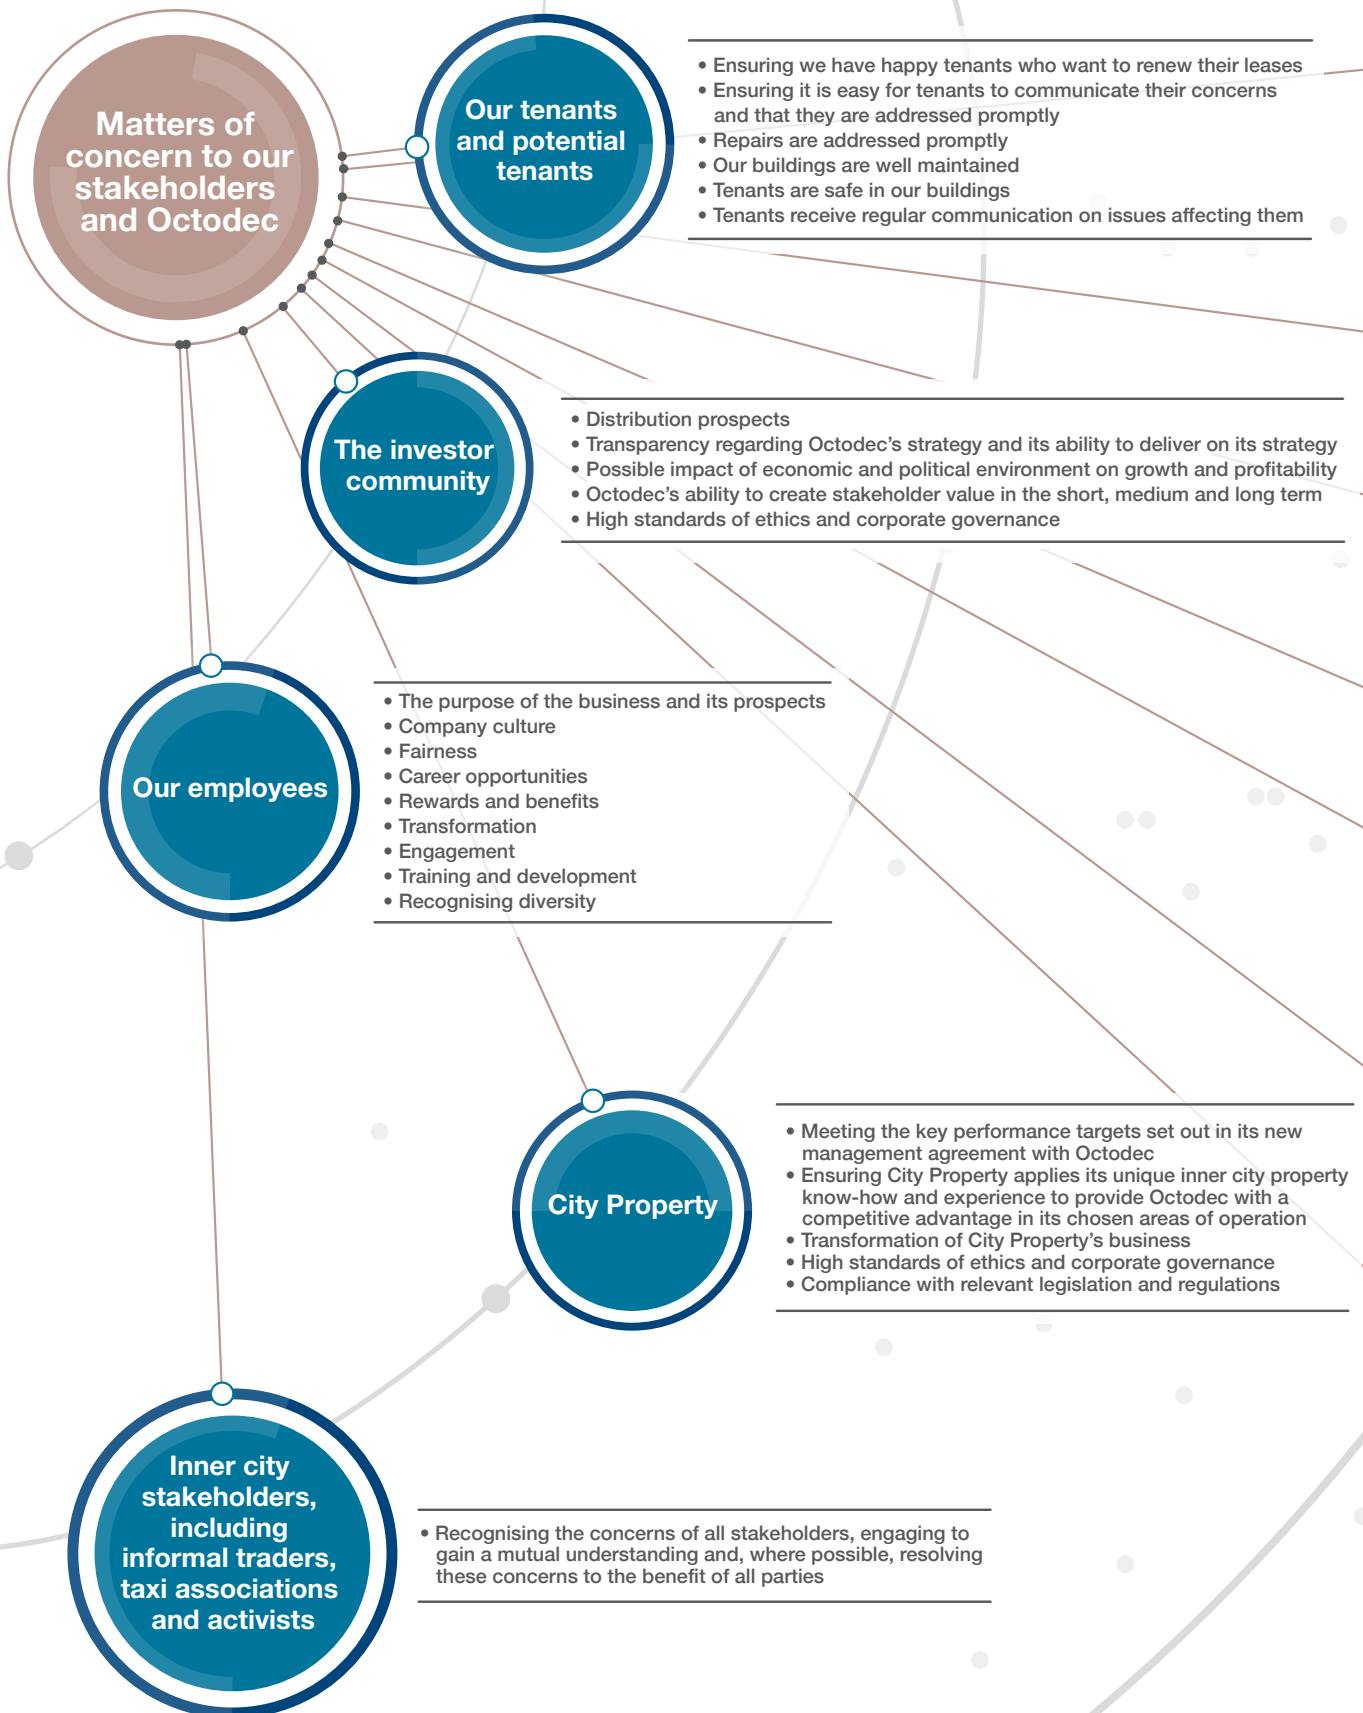 Matters of
concern to our
stakeholders
and Octodec
Our tenants
and potential
tenants
• Ensuring we have happy tenants who want to renew their leases
• Ensuring it is easy for tenants to communicate their concerns
and that they are addressed promptly
• Repairs are addressed promptly
• Our buildings are well maintained
• Tenants are safe in our buildings
• Tenants receive regular communication on issues affecting them
The investor
community
• Distribution prospects
• Transparency regarding Octodec's strategy and its ability to deliver on its strategy
• Possible impact of economic and political environment on growth and profitability
• Octodec's ability to create stakeholder value in the short, medium and long term
• High standards of ethics and corporate governance
Our employees
• The purpose of the business and its prospects
• Company culture
• Fairness
• Career opportunities
• Rewards and benefits
• Transformation
• Engagement
• Training and development
• Recognising diversity
City Property
• Meeting the key performance targets set out in its new
management agreement with Octodec
• Ensuring City Property applies its unique inner city property
know-how and experience to provide Octodec with a
competitive advantage in its chosen areas of operation
• Transformation of City Property's business
• High standards of ethics and corporate governance
• Compliance with relevant legislation and regulations
Inner city
stakeholders,
including
informal traders,
taxi associations
and activists
• Recognising the concerns of all stakeholders, engaging to
gain a mutual understanding and, where possible, resolving
these concerns to the benefit of all parties